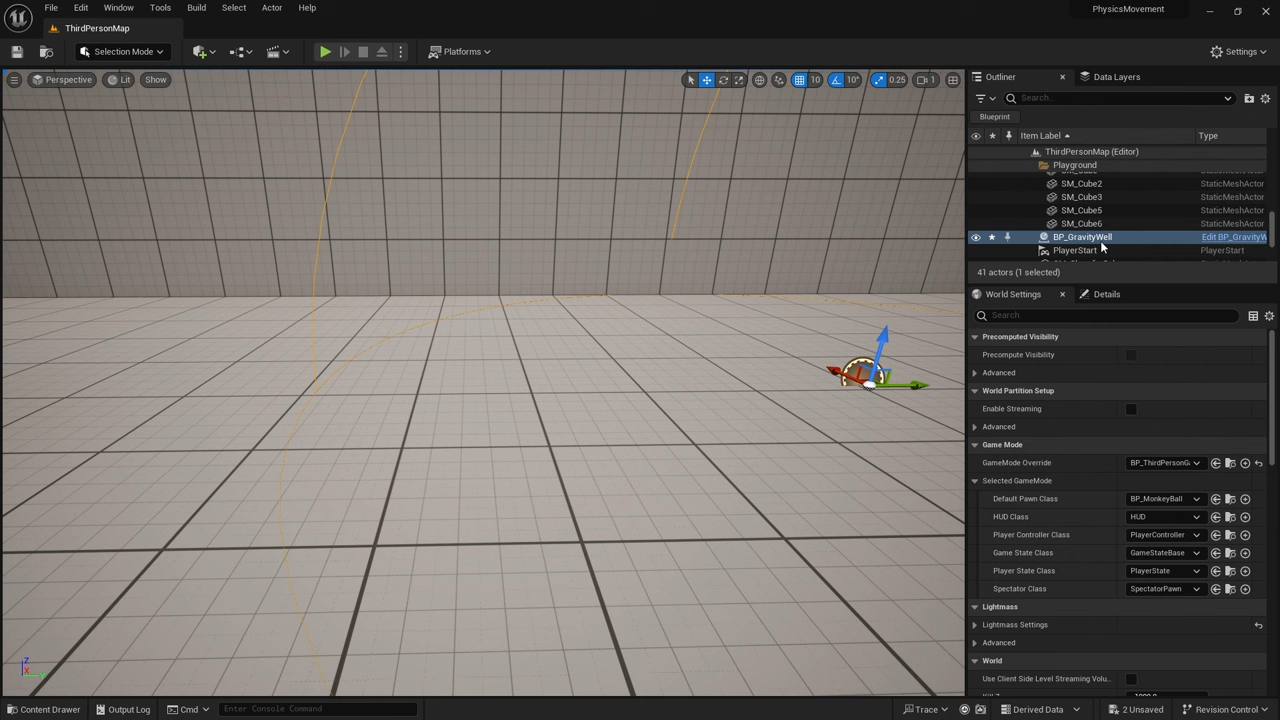 File Edit Window Tools Build Select Actor Help
PhysicsMovement
ThirdPersonMap
Selection Mode
Platforms
Settings
Perspective Lit Show
10 10° 0.25 1
Outliner Data Layers
Search...
Blueprint
Item Label Type
ThirdPersonMap (Editor)
Playground
SM_Cube2 StaticMeshActor
SM_Cube3 StaticMeshActor
SM_Cube5 StaticMeshActor
SM_Cube6 StaticMeshActor
BP_GravityWell Edit BP_GravityW
PlayerStart PlayerStart
41 actors (1 selected)
World Settings Details
Search
Precomputed Visibility
Precompute Visibility
Advanced
World Partition Setup
Enable Streaming
Advanced
Game Mode
GameMode Override BP_ThirdPersonG
Selected GameMode
Default Pawn Class BP_MonkeyBall
HUD Class HUD
Player Controller Class PlayerController
Game State Class GameStateBase
Player State Class PlayerState
Spectator Class SpectatorPawn
Lightmass
Lightmass Settings
Advanced
World
Use Client Side Level Streaming Volu...
Z
X
Content Drawer Output Log Cmd Enter Console Command Trace Derived Data 2 Unsaved Revision Control